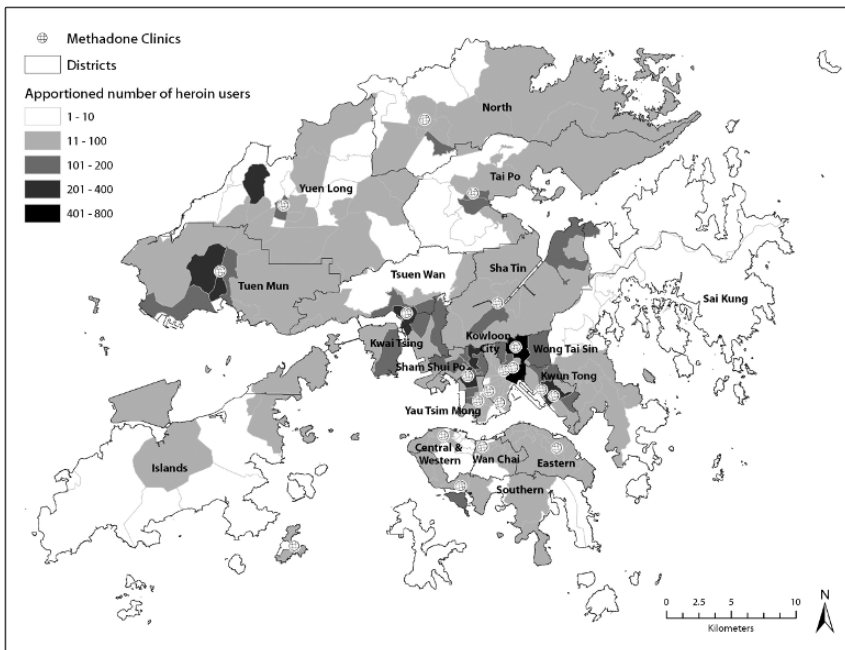 Methadone Clinics
Districts
Apportioned number of heroin users
1 - 10
11 - 100
101 - 200
201 - 400
401 - 800
North
Tai Po
Yuen Long
Tsuen Wan
Sha Tin
Tuen Mun
Sai Kung
Kwai Tsing
Kowloon
City
Wong Tai Sin
Sham Shui Po
Kwun Tong
Yau Tsim Mong
Central &
Western
Wan Chai
Eastern
Islands
Southern
N
0 2.5 5 10
Kilometers